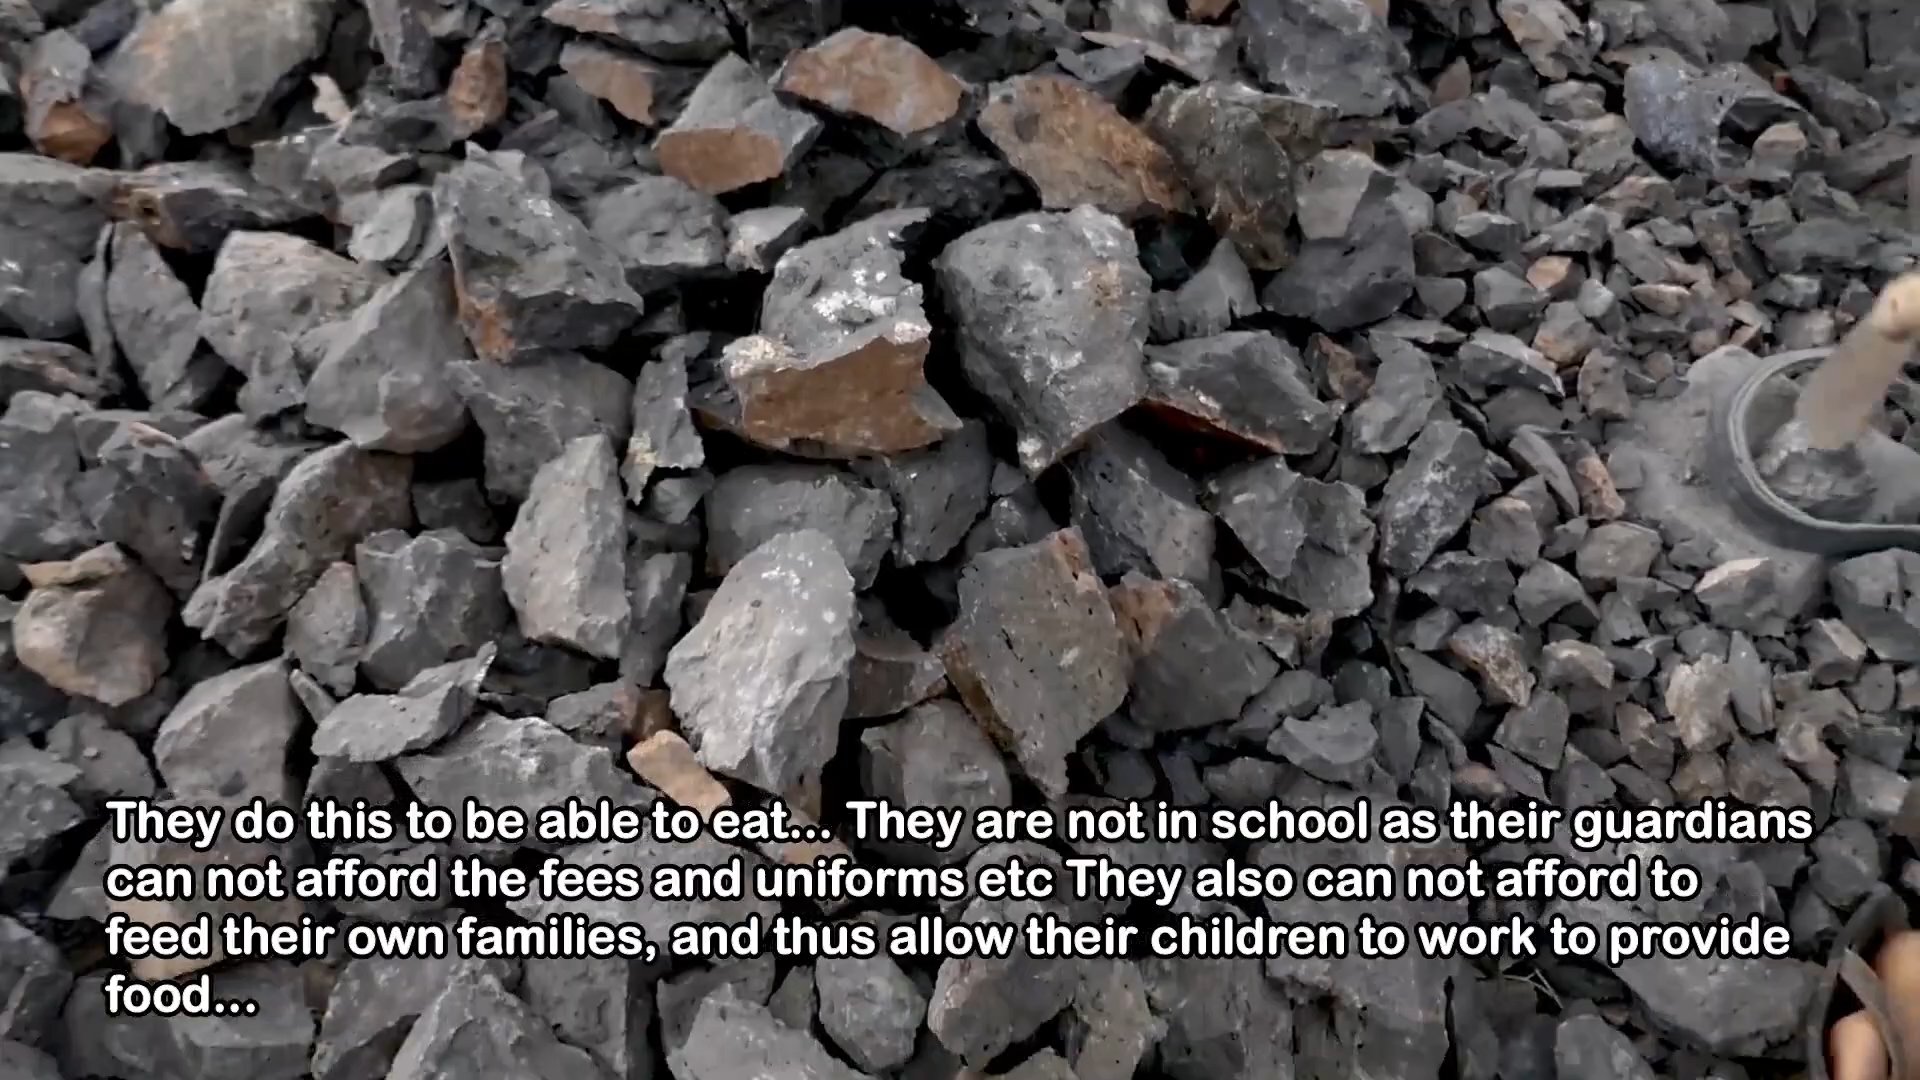 They do this to be able to eat... They are not in school as their guardians
can not afford the fees and uniforms etc They also can not afford to
feed their own families, and thus allow their children to work to provide
food...